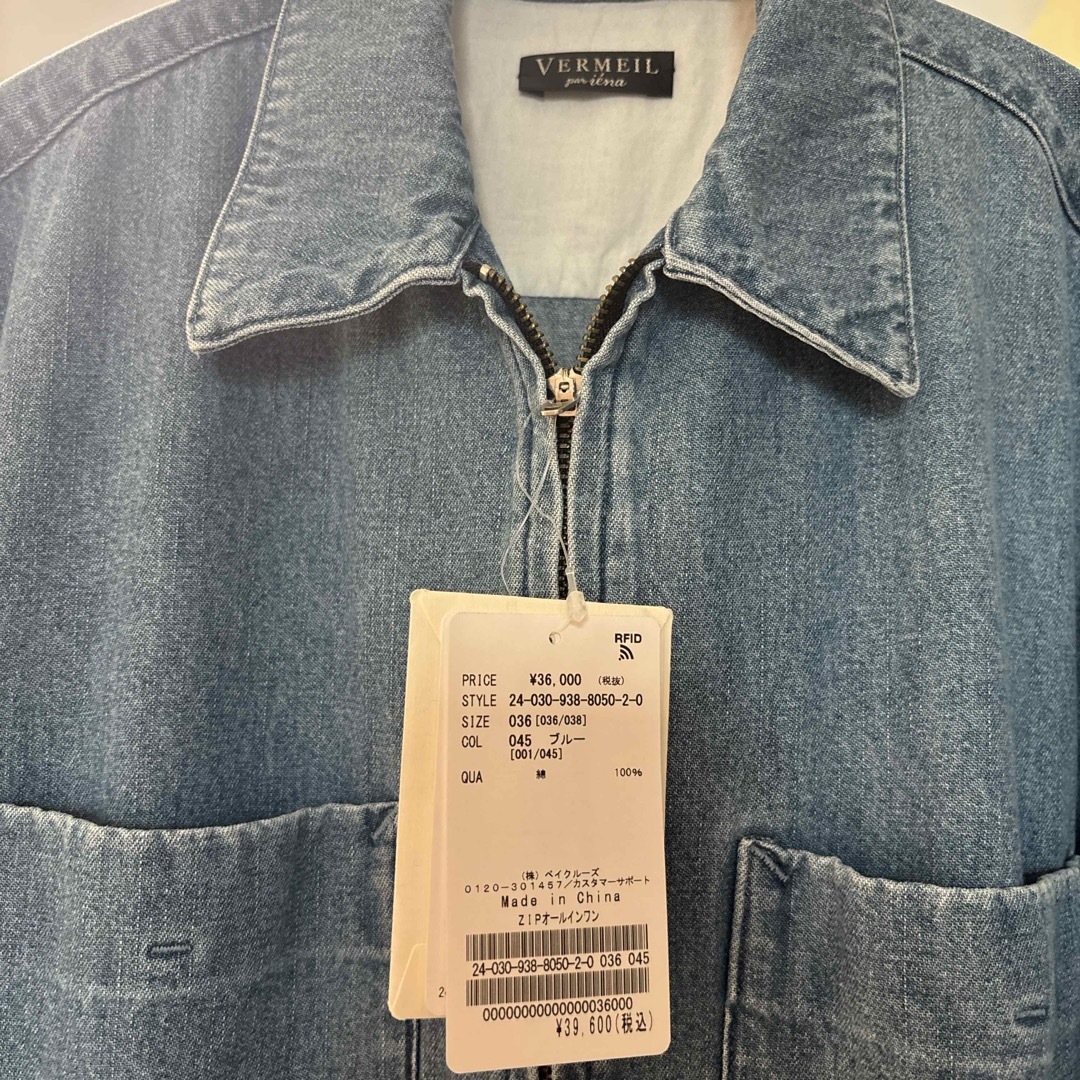 VERMEIL
par iéna
RFID
PRICE ¥36,000 (税抜)
STYLE 24-030-938-8050-2-0
SIZE 036 [036/038]
COL 045 ブルー
[001/045]
QUA 綿 100%
(株) ベイクルーズ
0120-301457/カスタマーサポート
Made in China
ZIPオールインワン
24-030-938-8050-2-0 036 045
0000000000000000036000
¥39,600(税込)